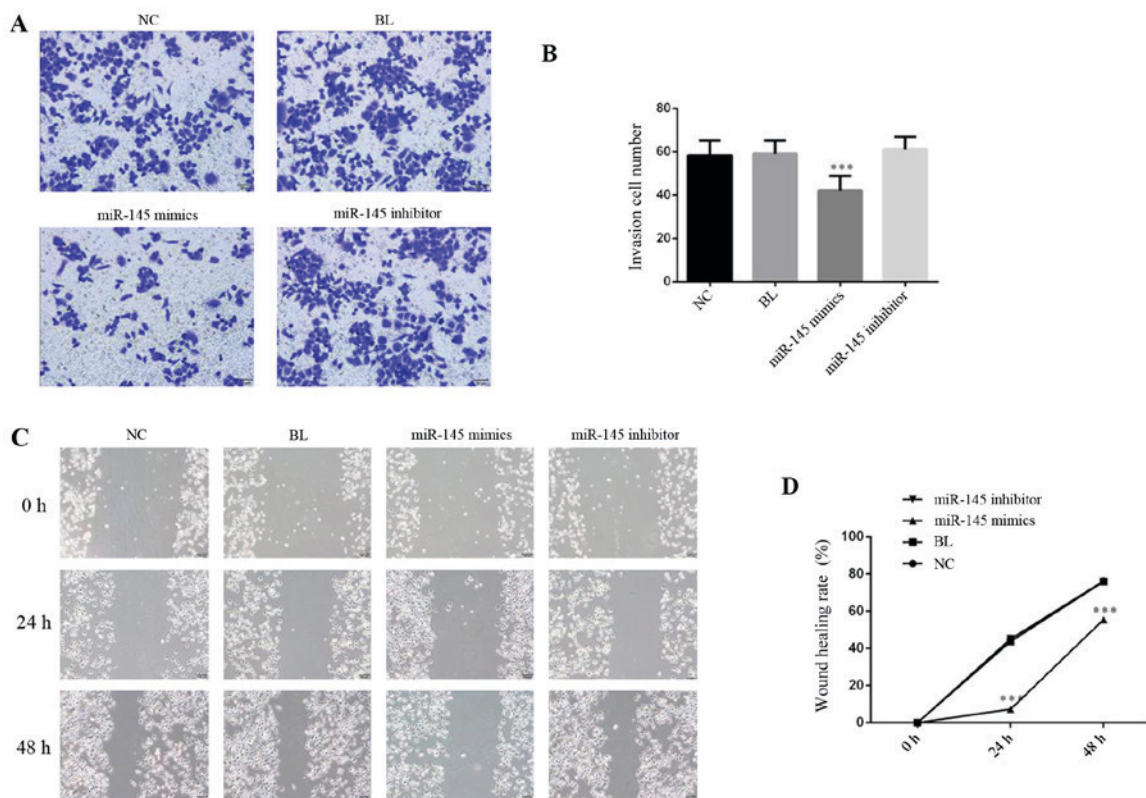 A
NC
BL
miR-145 mimics
miR-145 inhibitor
B
Invasion cell number
80
60
40
20
0
***
NC
BL
miR-145 mimics
miR-145 inhibitor
C
NC
BL
miR-145 mimics
miR-145 inhibitor
0 h
24 h
48 h
D
miR-145 inhibitor
miR-145 mimics
BL
NC
Wound healing rate (%)
100
80
60
40
20
0
***
***
0 h
24 h
48 h